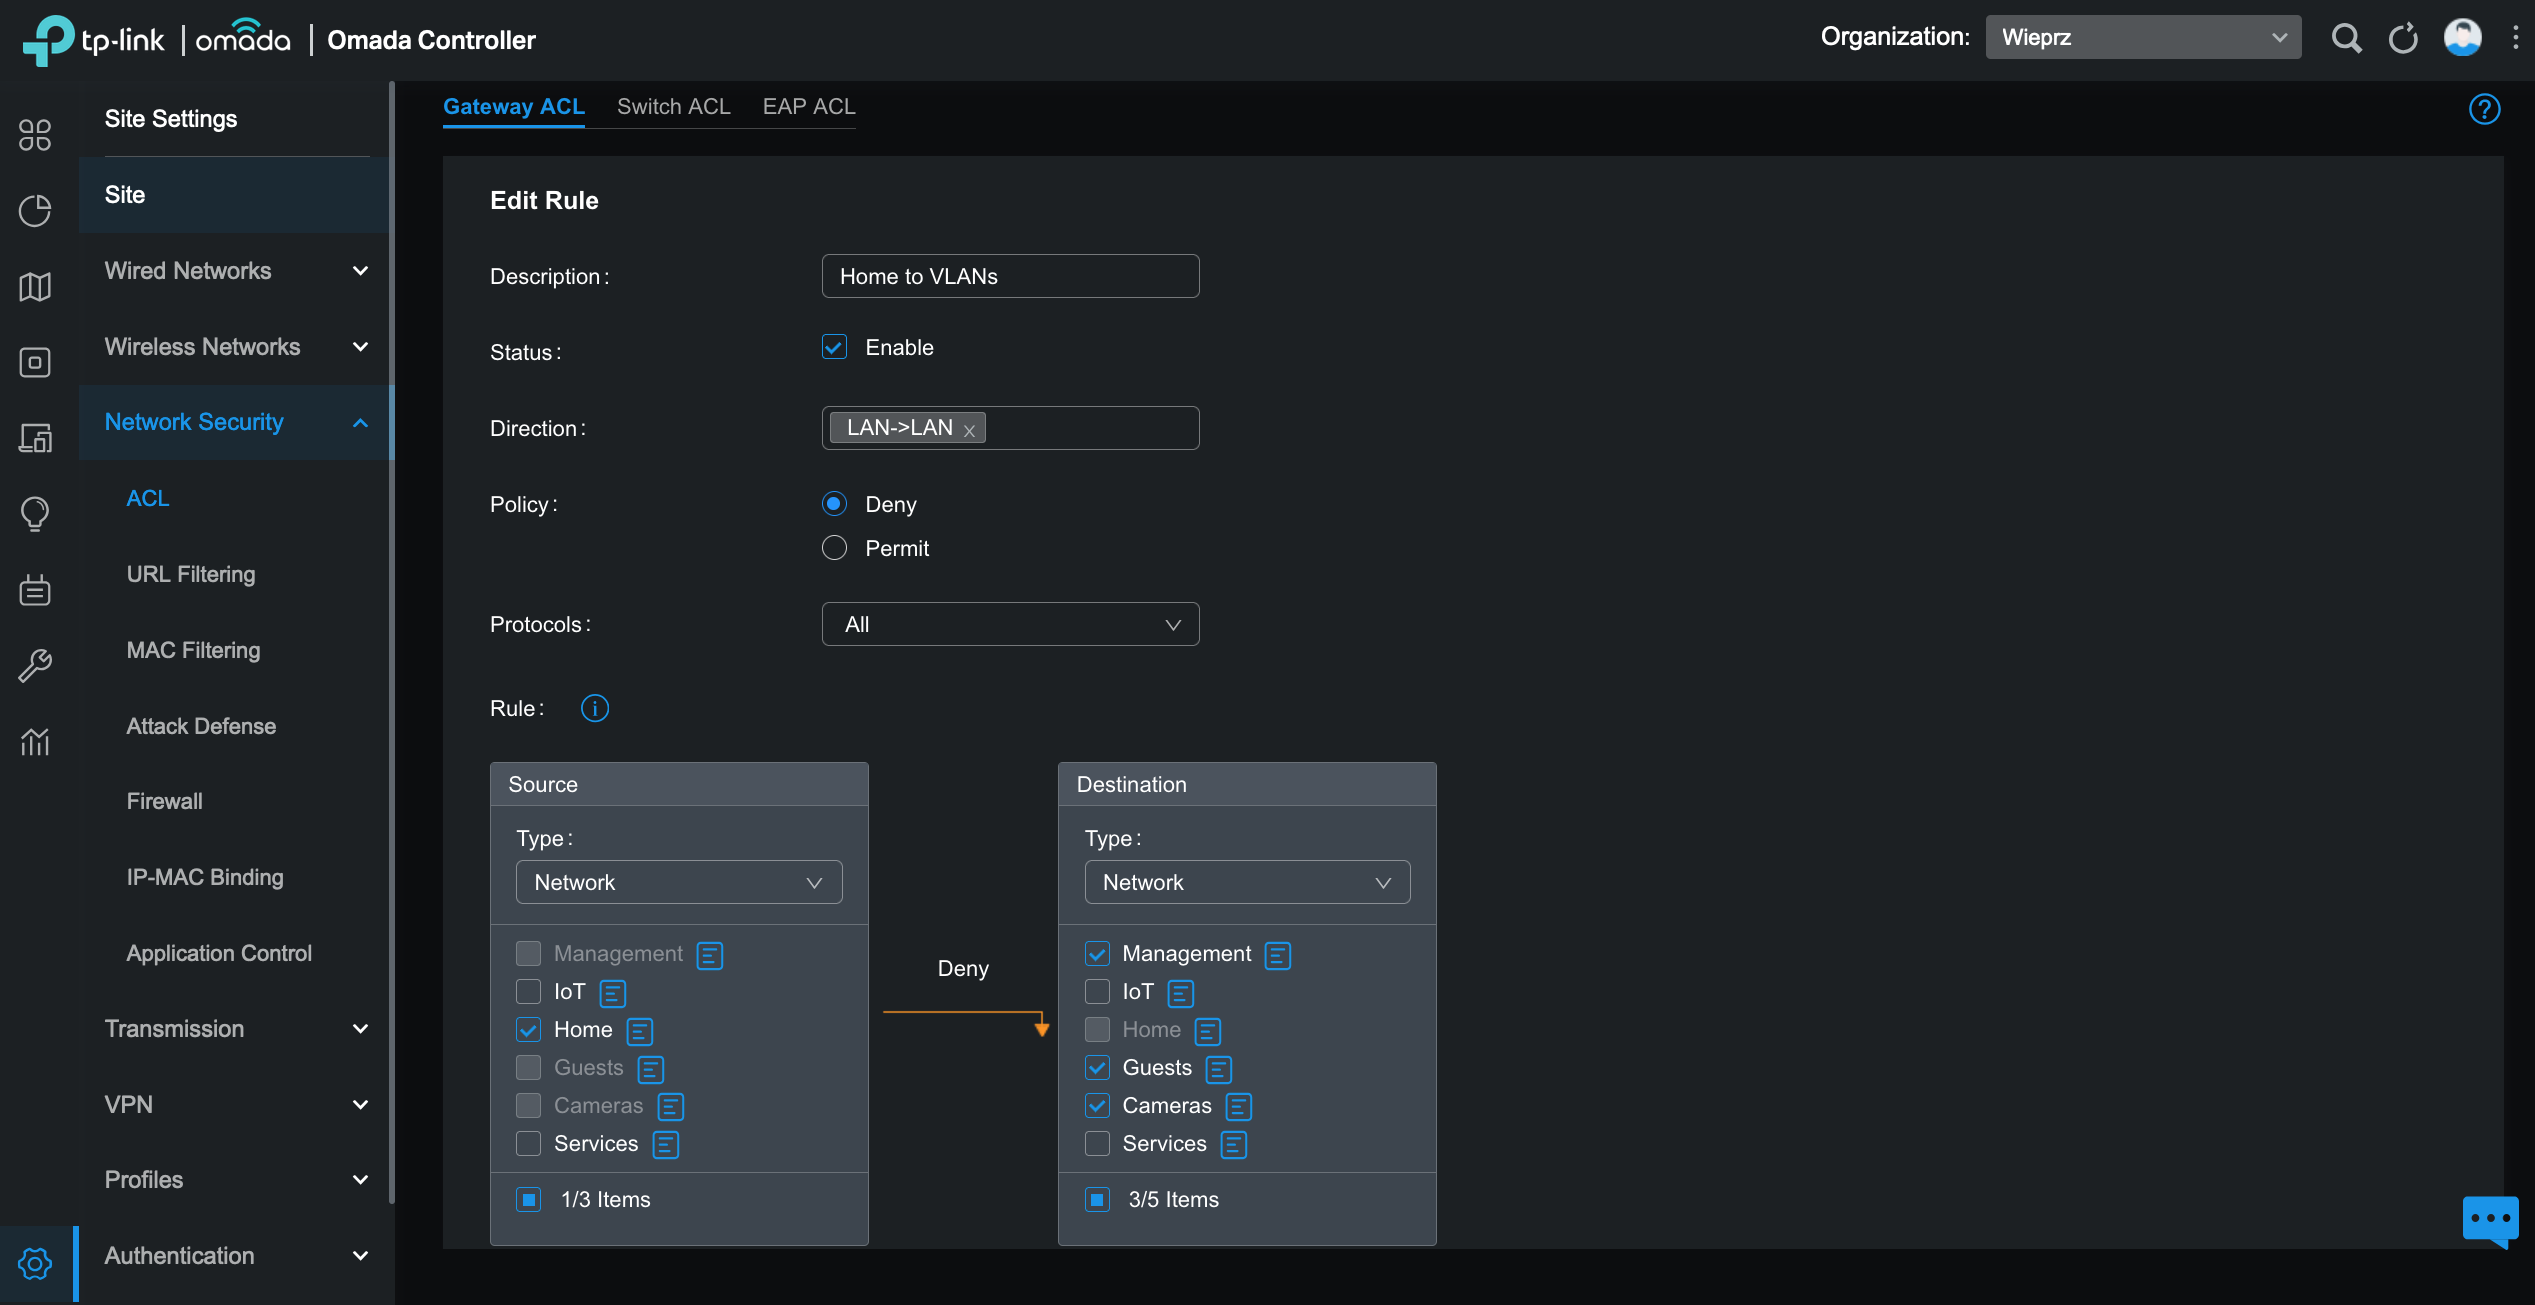 tp-link | omada | Omada Controller
Organization: Wieprz
Site Settings
Site
Wired Networks
Wireless Networks
Network Security
ACL
URL Filtering
MAC Filtering
Attack Defense
Firewall
IP-MAC Binding
Application Control
Transmission
VPN
Profiles
Authentication
Gateway ACL Switch ACL EAP ACL
Edit Rule
Description: Home to VLANs
Status: Enable
Direction: LAN->LAN x
Policy: Deny
Permit
Protocols: All
Rule: i
Source
Type:
Network
Management
IoT
Home
Guests
Cameras
Services
1/3 Items
Deny
Destination
Type:
Network
Management
IoT
Home
Guests
Cameras
Services
3/5 Items
?